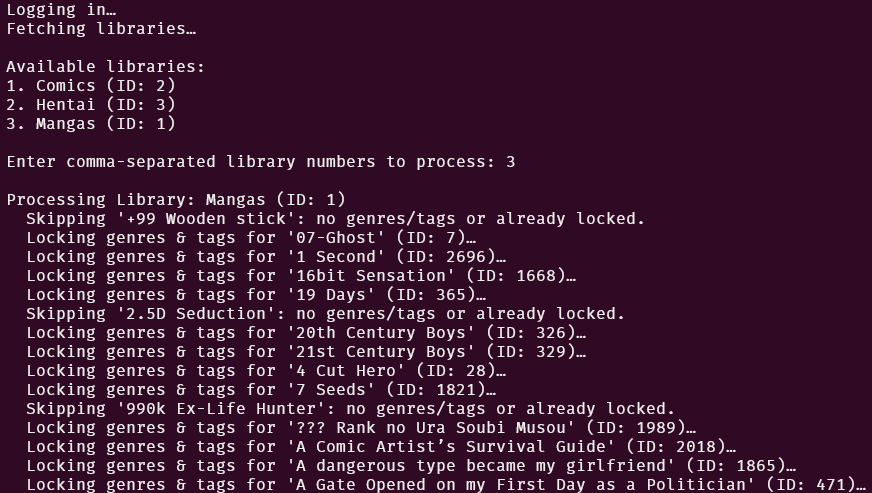 Logging in…
Fetching libraries…
Available libraries:
1. Comics (ID: 2)
2. Hentai (ID: 3)
3. Mangas (ID: 1)
Enter comma-separated library numbers to process: 3
Processing Library: Mangas (ID: 1)
Skipping '+99 Wooden stick': no genres/tags or already locked.
Locking genres & tags for '07-Ghost' (ID: 7)…
Locking genres & tags for '1 Second' (ID: 2696)…
Locking genres & tags for '16bit Sensation' (ID: 1668)…
Locking genres & tags for '19 Days' (ID: 365)…
Skipping '2.5D Seduction': no genres/tags or already locked.
Locking genres & tags for '20th Century Boys' (ID: 326)…
Locking genres & tags for '21st Century Boys' (ID: 329)…
Locking genres & tags for '4 Cut Hero' (ID: 28)…
Locking genres & tags for '7 Seeds' (ID: 1821)…
Skipping '990k Ex-Life Hunter': no genres/tags or already locked.
Locking genres & tags for '??? Rank no Ura Soubi Musou' (ID: 1989)…
Locking genres & tags for 'A Comic Artist’s Survival Guide' (ID: 2018)…
Locking genres & tags for 'A dangerous type became my girlfriend' (ID: 1865)…
Locking genres & tags for 'A Gate Opened on my First Day as a Politician' (ID: 471)…